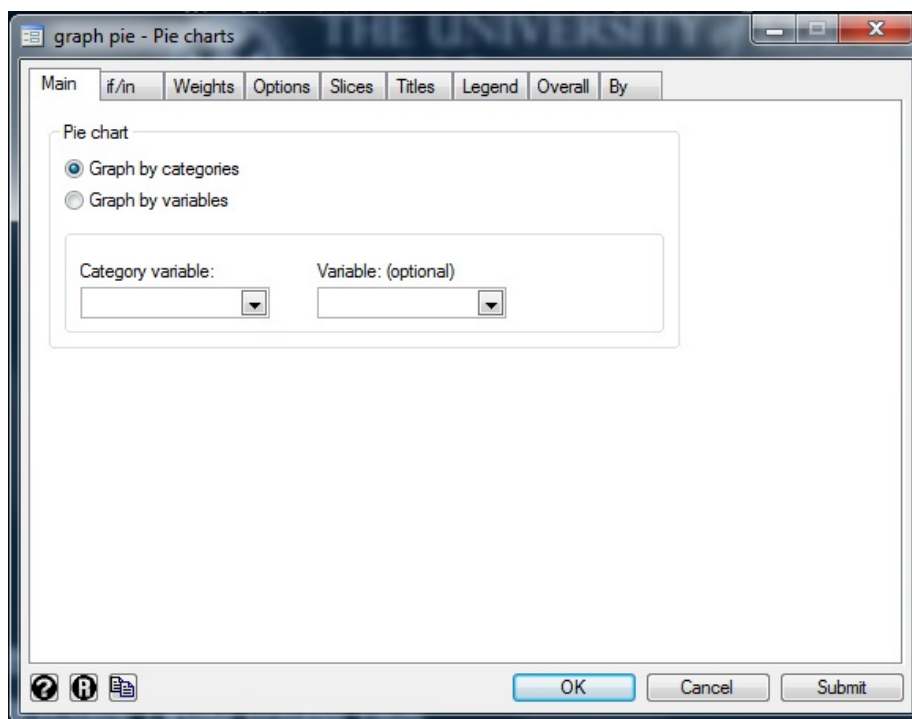 THE UNIVERSITY of
graph pie - Pie charts
Main if/in Weights Options Slices Titles Legend Overall By
Pie chart
Graph by categories
Graph by variables
Category variable: Variable: (optional)
? R
OK Cancel Submit